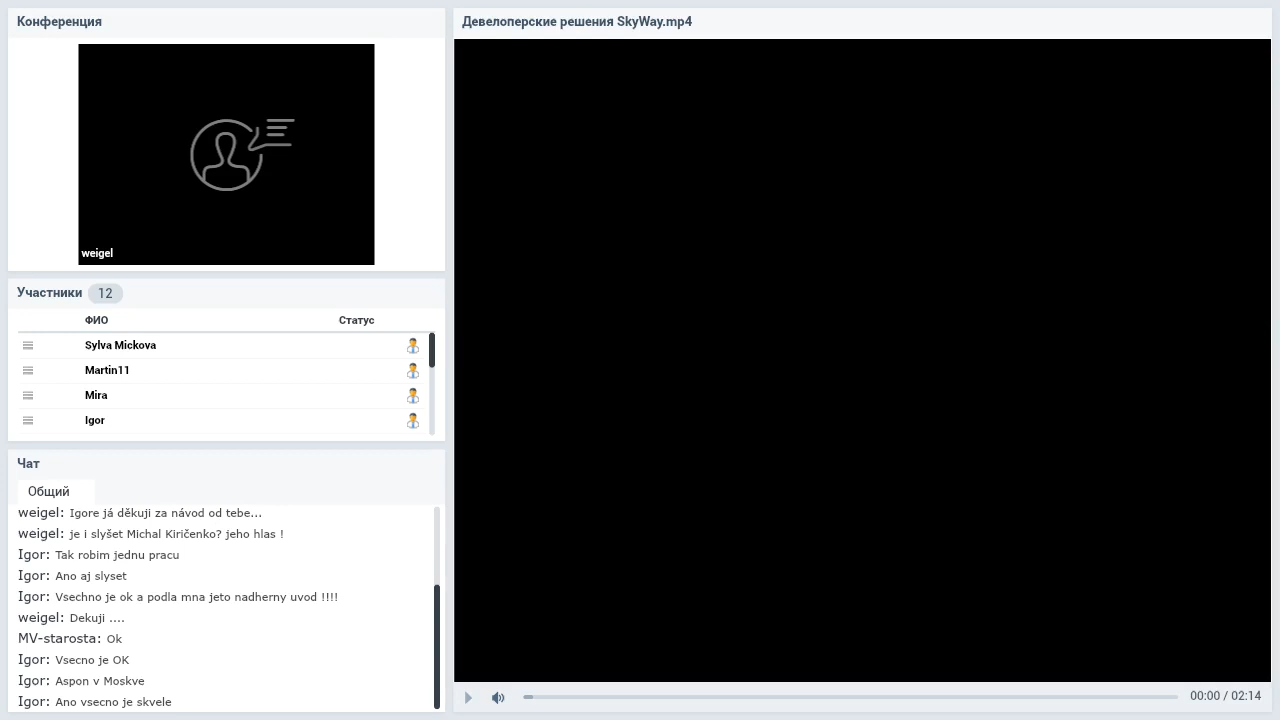 Конференция
weigel
Участники 12
ФИО Статус
Sylva Mickova
Martin11
Mira
Igor
Чат
Общий
weigel: Igore já děkuji za návod od tebe...
weigel: je i slyšet Michal Kiričenko? jeho hlas !
Igor: Tak robim jednu pracu
Igor: Ano aj slyset
Igor: Vsechno je ok a podla mna jeto nadherny uvod !!!!
weigel: Dekuji ....
MV-starosta: Ok
Igor: Vsecno je OK
Igor: Aspon v Moskve
Igor: Ano vsecno je skvele
Девелоперские решения SkyWay.mp4
00:00 / 02:14